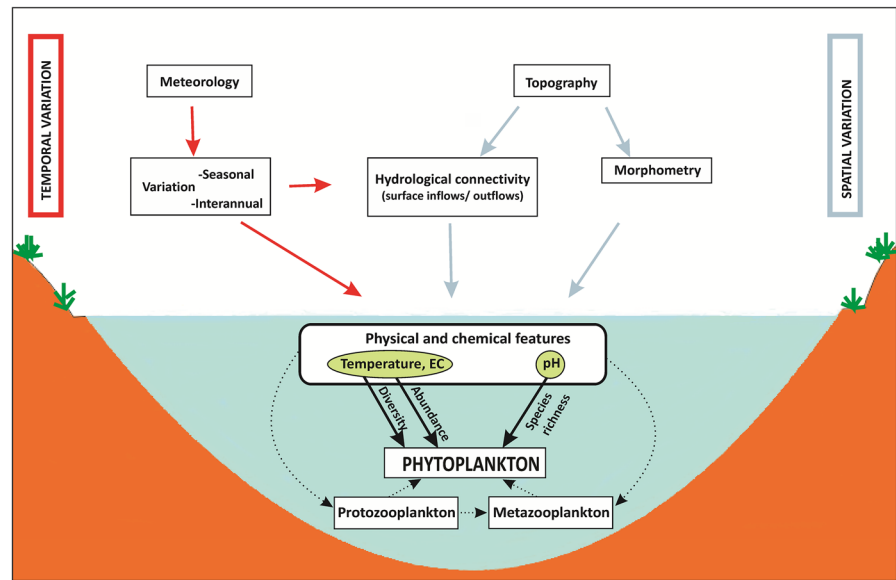 TEMPORAL VARIATION
SPATIAL VARIATION
Meteorology
Topography
-Seasonal
Variation
-Interannual
Hydrological connectivity
(surface inflows/ outflows)
Morphometry
Physical and chemical features
Temperature, EC
pH
Diversity
Abundance
Species
richness
PHYTOPLANKTON
Protozooplankton
Metazooplankton